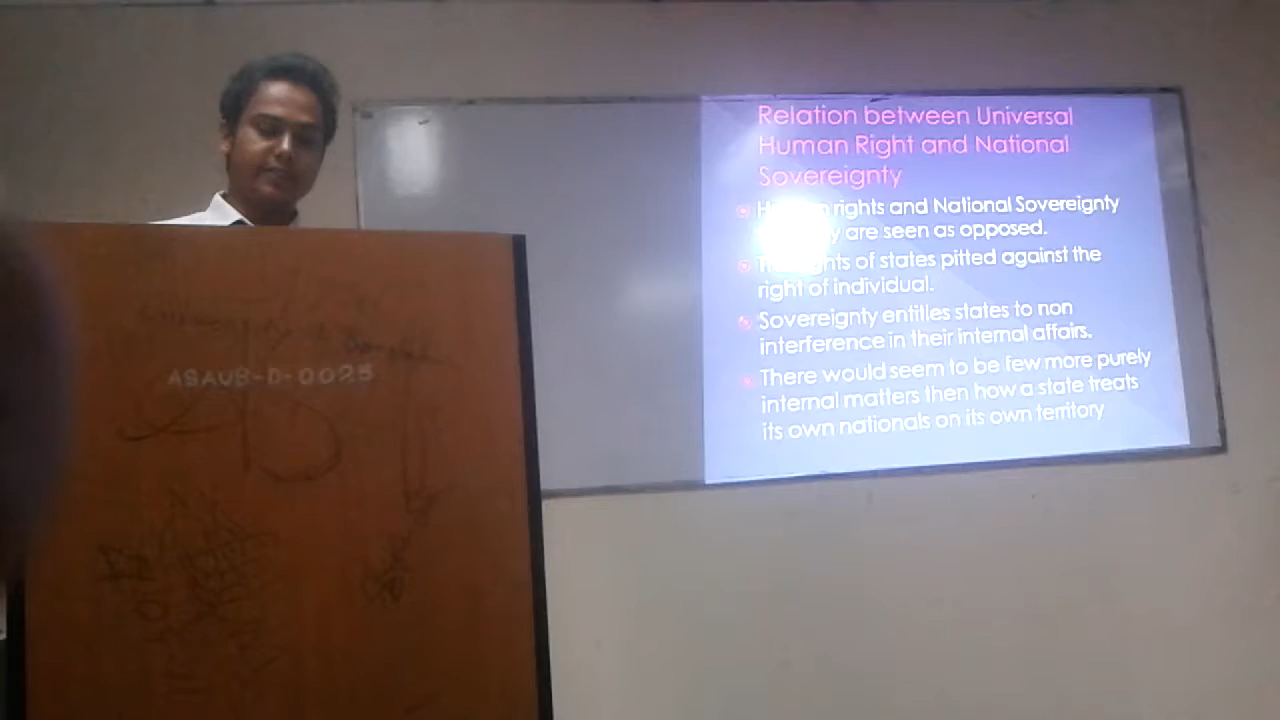 Relation between Universal
Human Right and National
Sovereignty
Human rights and National Sovereignty
are seen as opposed.
rights of states pitted against the
right of individual.
Sovereignty entitles states to non
interference in their internal affairs.
There would seem to be few more purely
internal matters then how a state treats
its own nationals on its own territory
ASAUB-D-0025